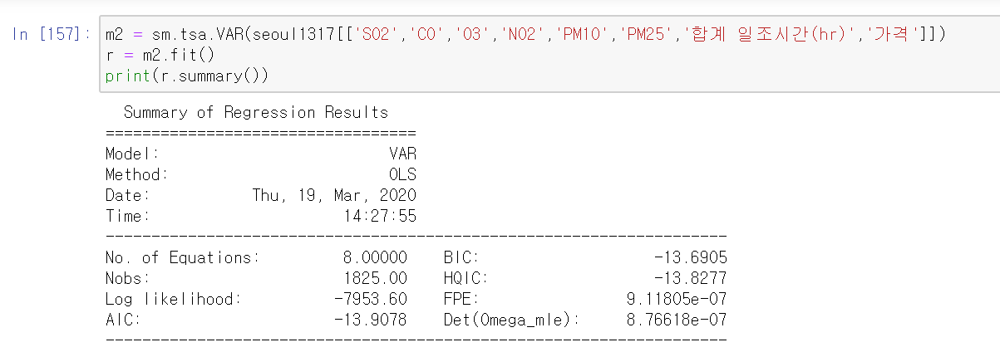 In [157]: m2 = sm.tsa.VAR(seoul1317[['SO2','CO','O3','NO2','PM10','PM25','합계 일조시간(hr)','가격']])
r = m2.fit()
print(r.summary())
Summary of Regression Results
==================================
Model: VAR
Method: OLS
Date: Thu, 19, Mar, 2020
Time: 14:27:55
--------------------------------------------------------------------
No. of Equations: 8.00000 BIC: -13.6905
Nobs: 1825.00 HQIC: -13.8277
Log likelihood: -7953.60 FPE: 9.11805e-07
AIC: -13.9078 Det(Omega_mle): 8.76618e-07
--------------------------------------------------------------------